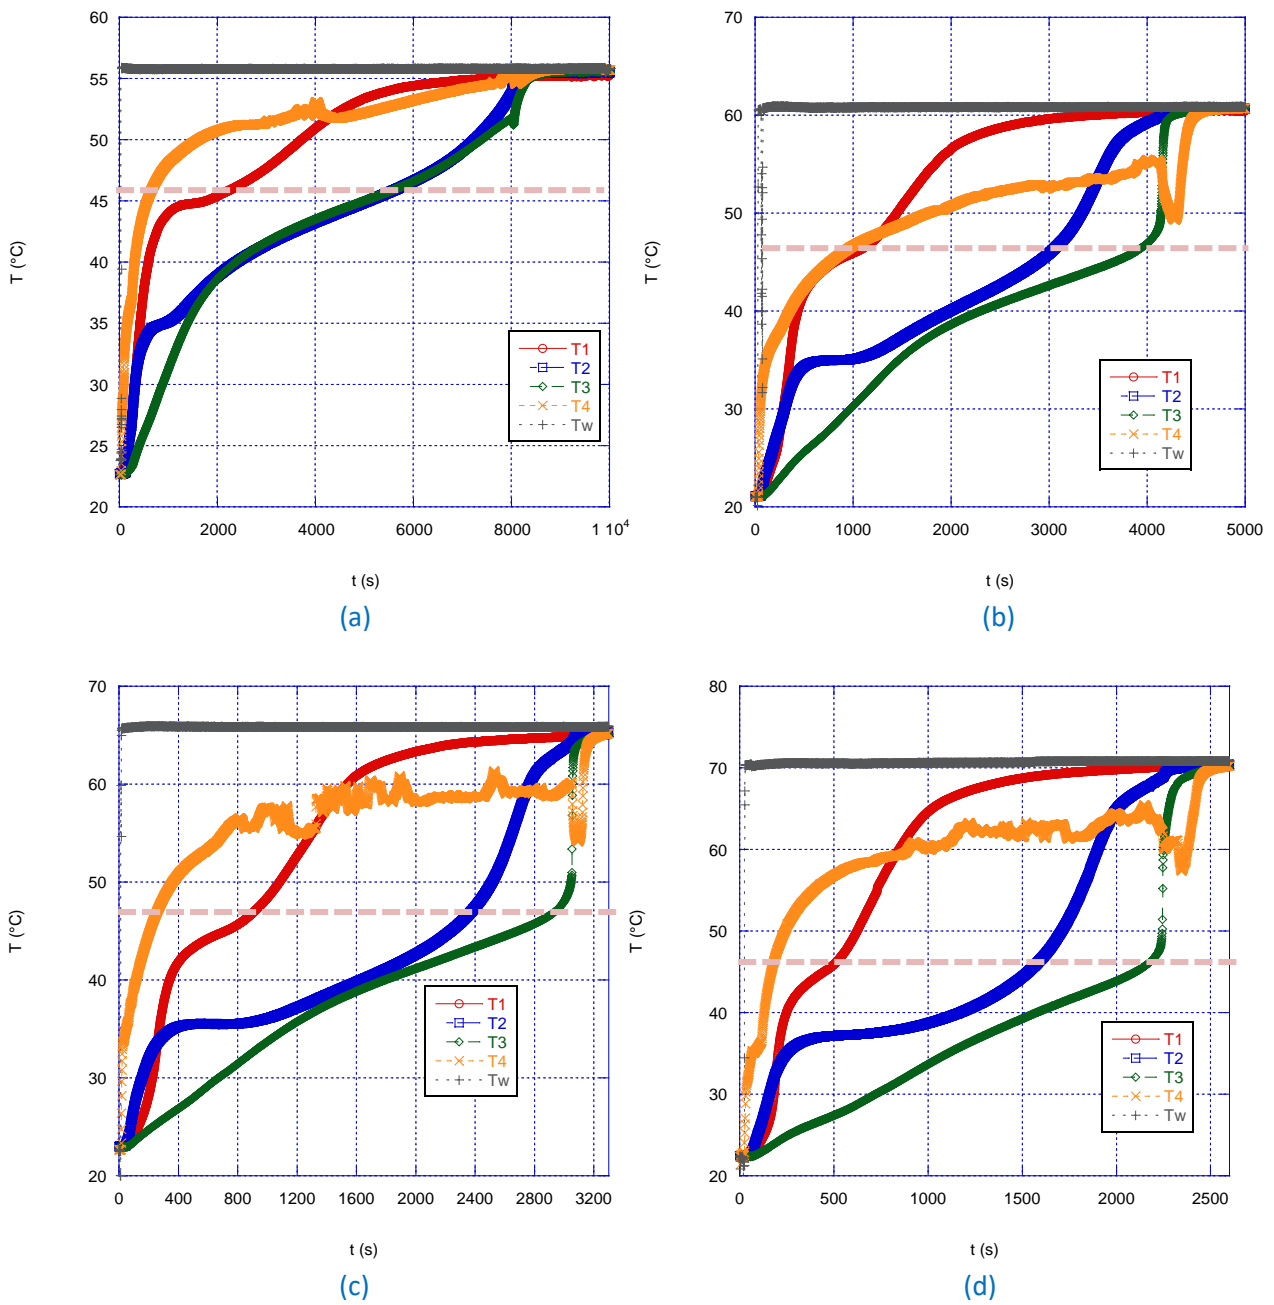 60
55
50
45
40
35
30
25
20
T (°C)
T1
T2
T3
T4
Tw
0 2000 4000 6000 8000 1 10⁴
t (s)
(a)
70
60
50
40
30
20
T (°C)
T1
T2
T3
T4
Tw
0 1000 2000 3000 4000 5000
t (s)
(b)
70
60
50
40
30
20
T (°C)
T1
T2
T3
T4
Tw
0 400 800 1200 1600 2000 2400 2800 3200
t (s)
(c)
80
70
60
50
40
30
20
T (°C)
T1
T2
T3
T4
Tw
0 500 1000 1500 2000 2500
t (s)
(d)